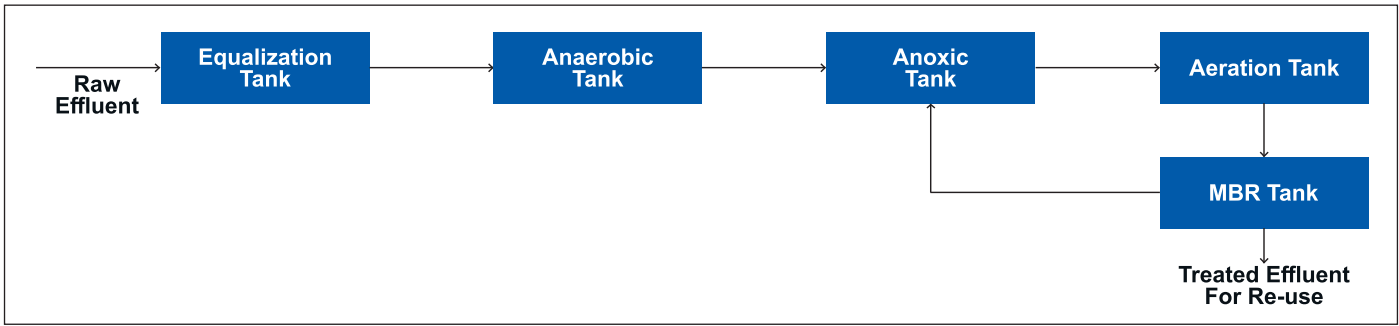 Raw
Effluent
Equalization
Tank
Anaerobic
Tank
Anoxic
Tank
Aeration Tank
MBR Tank
Treated Effluent
For Re-use